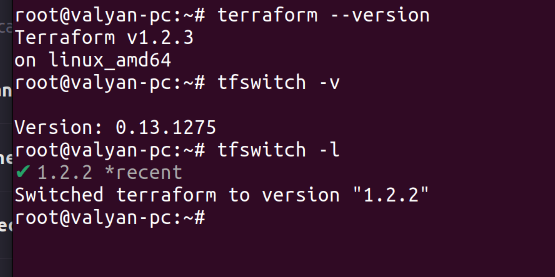 root@valyan-pc:~# terraform --version
Terraform v1.2.3
on linux_amd64
root@valyan-pc:~# tfswitch -v
Version: 0.13.1275
root@valyan-pc:~# tfswitch -l
✔ 1.2.2 *recent
Switched terraform to version "1.2.2"
root@valyan-pc:~#